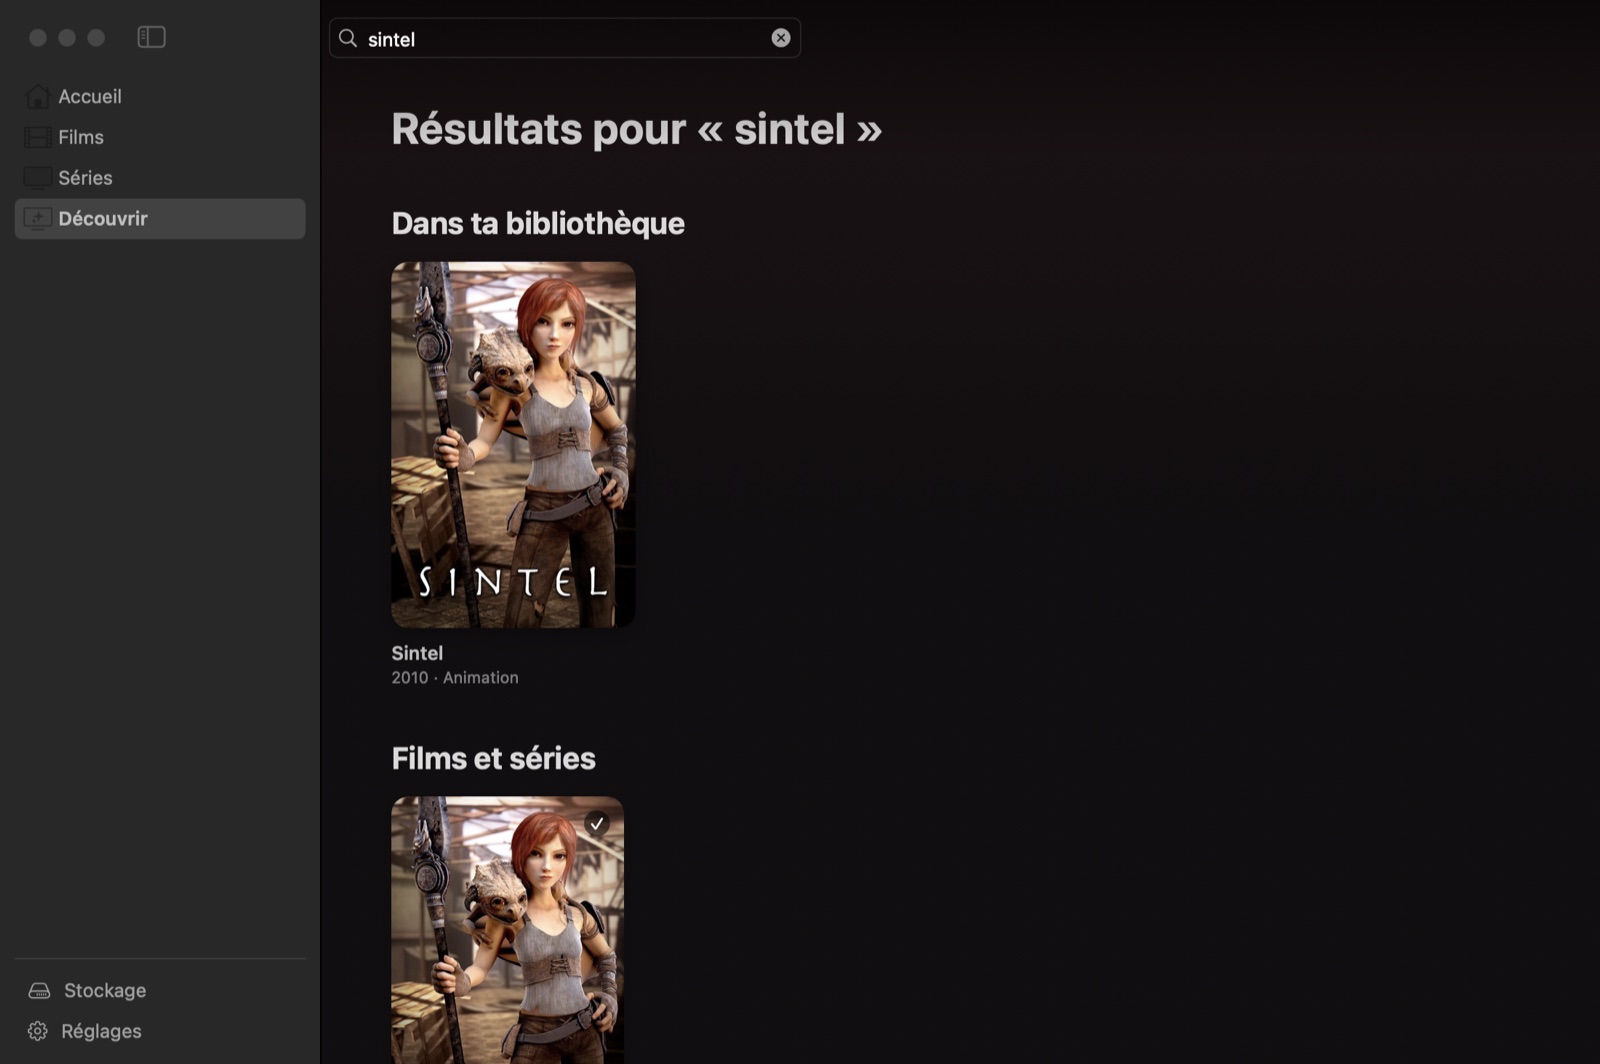 sintel
Accueil
Films
Séries
Découvrir
Résultats pour « sintel »
Dans ta bibliothèque
SINTEL
Sintel
2010 · Animation
Films et séries
Stockage
Réglages